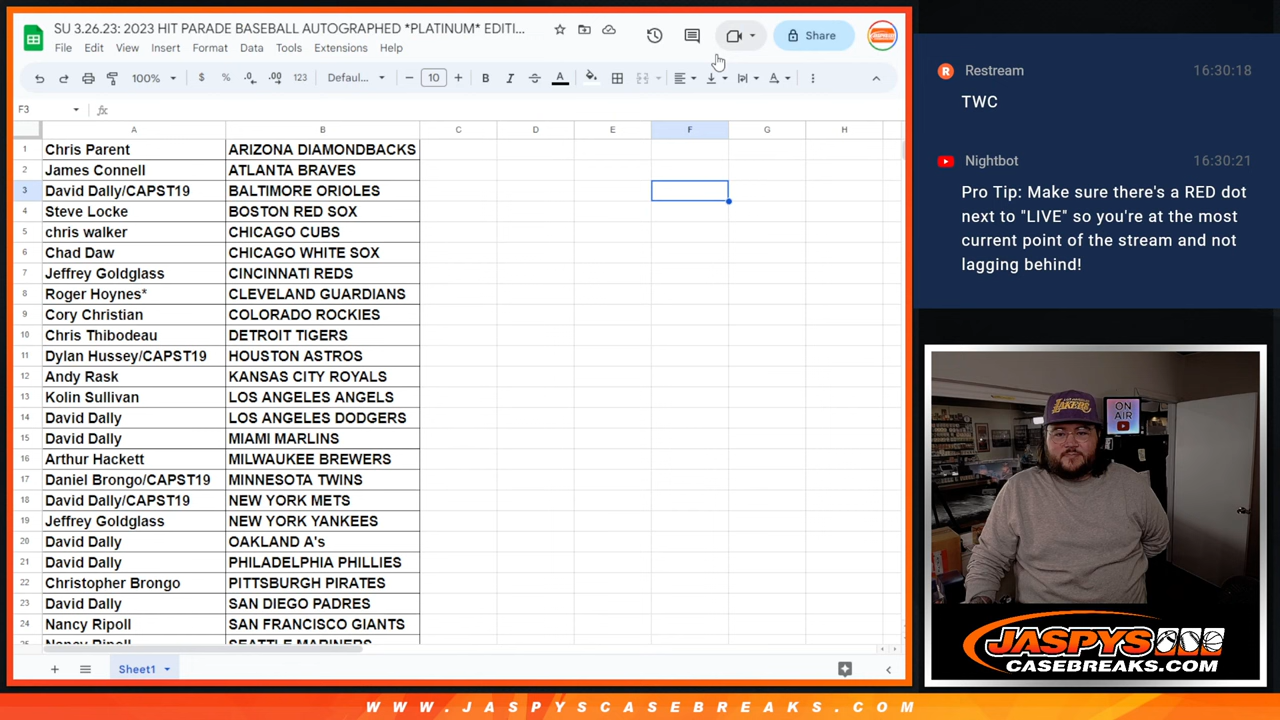 SU 3.26.23: 2023 HIT PARADE BASEBALL AUTOGRAPHED *PLATINUM* EDITI...
File Edit View Insert Format Data Tools Extensions Help
Share
100% $ % .0 .00 123 Defaul... − 10 + B I S A
F3 fx
A B C D E F G H
1 Chris Parent ARIZONA DIAMONDBACKS
2 James Connell ATLANTA BRAVES
3 David Dally/CAPST19 BALTIMORE ORIOLES
4 Steve Locke BOSTON RED SOX
5 chris walker CHICAGO CUBS
6 Chad Daw CHICAGO WHITE SOX
7 Jeffrey Goldglass CINCINNATI REDS
8 Roger Hoynes* CLEVELAND GUARDIANS
9 Cory Christian COLORADO ROCKIES
10 Chris Thibodeau DETROIT TIGERS
11 Dylan Hussey/CAPST19 HOUSTON ASTROS
12 Andy Rask KANSAS CITY ROYALS
13 Kolin Sullivan LOS ANGELES ANGELS
14 David Dally LOS ANGELES DODGERS
15 David Dally MIAMI MARLINS
16 Arthur Hackett MILWAUKEE BREWERS
17 Daniel Brongo/CAPST19 MINNESOTA TWINS
18 David Dally/CAPST19 NEW YORK METS
19 Jeffrey Goldglass NEW YORK YANKEES
20 David Dally OAKLAND A's
21 David Dally PHILADELPHIA PHILLIES
22 Christopher Brongo PITTSBURGH PIRATES
23 David Dally SAN DIEGO PADRES
24 Nancy Ripoll SAN FRANCISCO GIANTS
25 Nancy Ripoll SEATTLE MARINERS
Sheet1
Restream 16:30:18
TWC
Nightbot 16:30:21
Pro Tip: Make sure there's a RED dot
next to "LIVE" so you're at the most
current point of the stream and not
lagging behind!
LAKERS
ON
AIR
JASPYS
CASEBREAKS.COM
WWW.JASPYSCASEBREAKS.COM